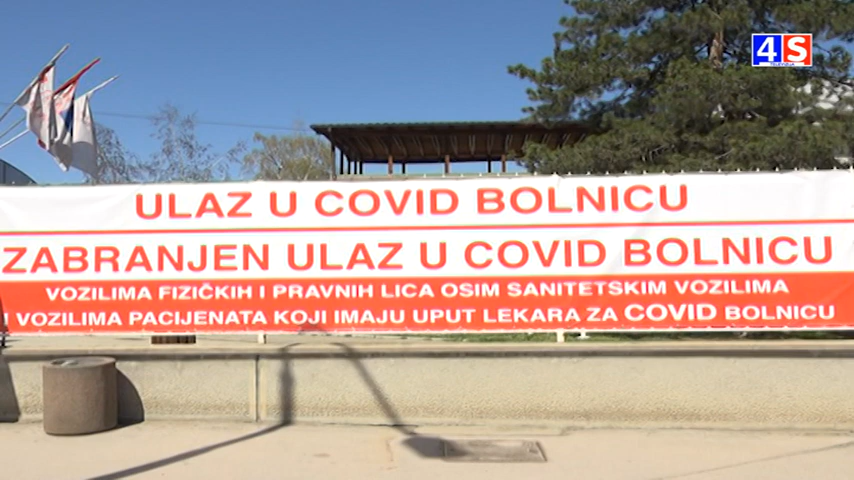 4S
ULAZ U COVID BOLNICU
ZABRANJEN ULAZ U COVID BOLNICU
VOZILIMA FIZIČKIH I PRAVNIH LICA OSIM SANITETSKIM VOZILIMA
I VOZILIMA PACIJENATA KOJI IMAJU UPUT LEKARA ZA COVID BOLNICU